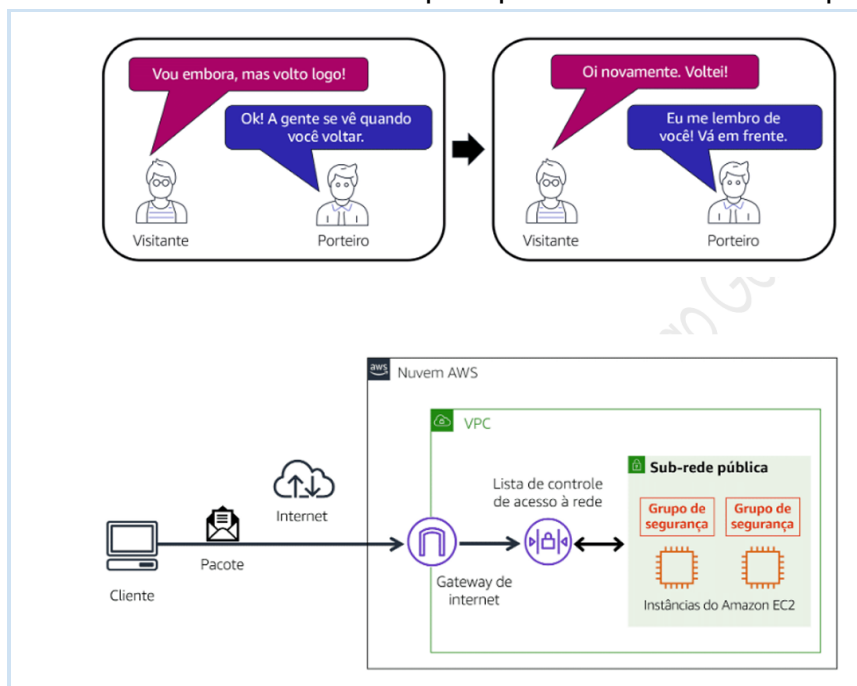 Vou embora, mas volto logo!
Ok! A gente se vê quando
você voltar.
Visitante
Porteiro
Oi novamente. Voltei!
Eu me lembro de
você! Vá em frente.
Visitante
Porteiro
aws
Nuvem AWS
VPC
Sub-rede pública
Lista de controle
de acesso à rede
Grupo de
segurança
Grupo de
segurança
Internet
Pacote
Cliente
Gateway de
internet
Instâncias do Amazon EC2